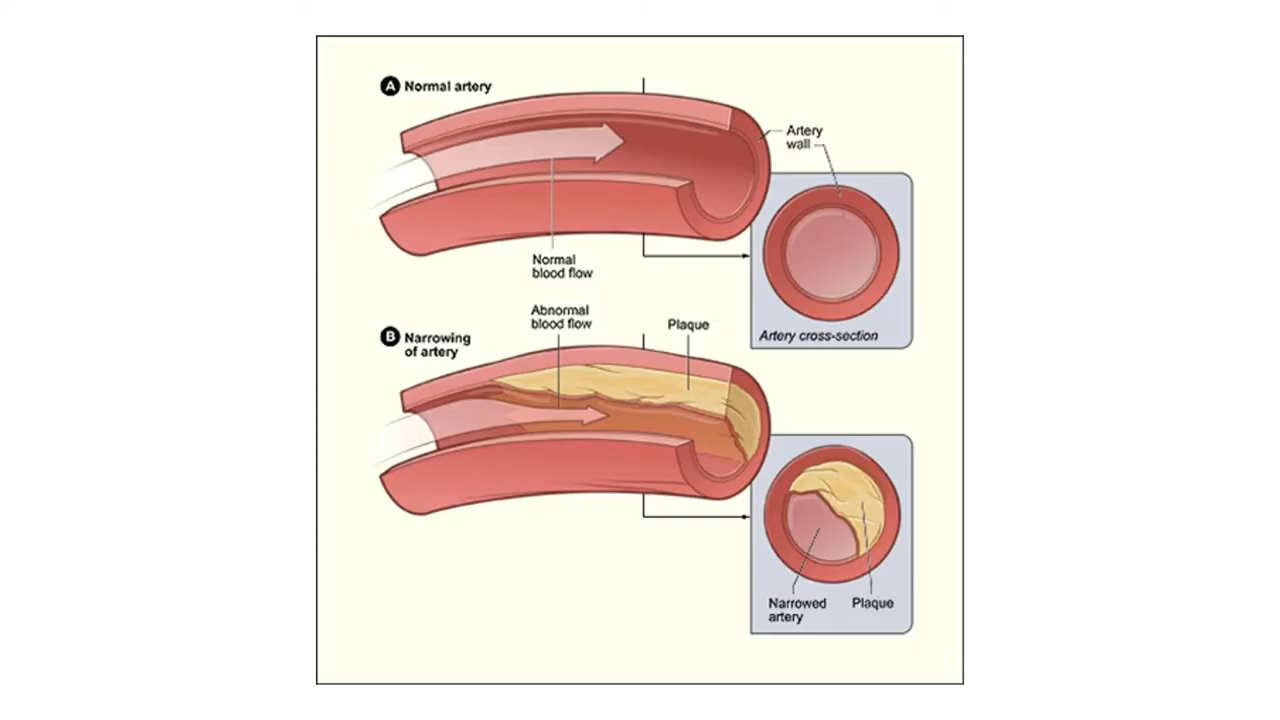 A Normal artery
Artery
wall
Normal
blood flow
Artery cross-section
Abnormal
blood flow
Plaque
B Narrowing
of artery
Narrowed
artery
Plaque